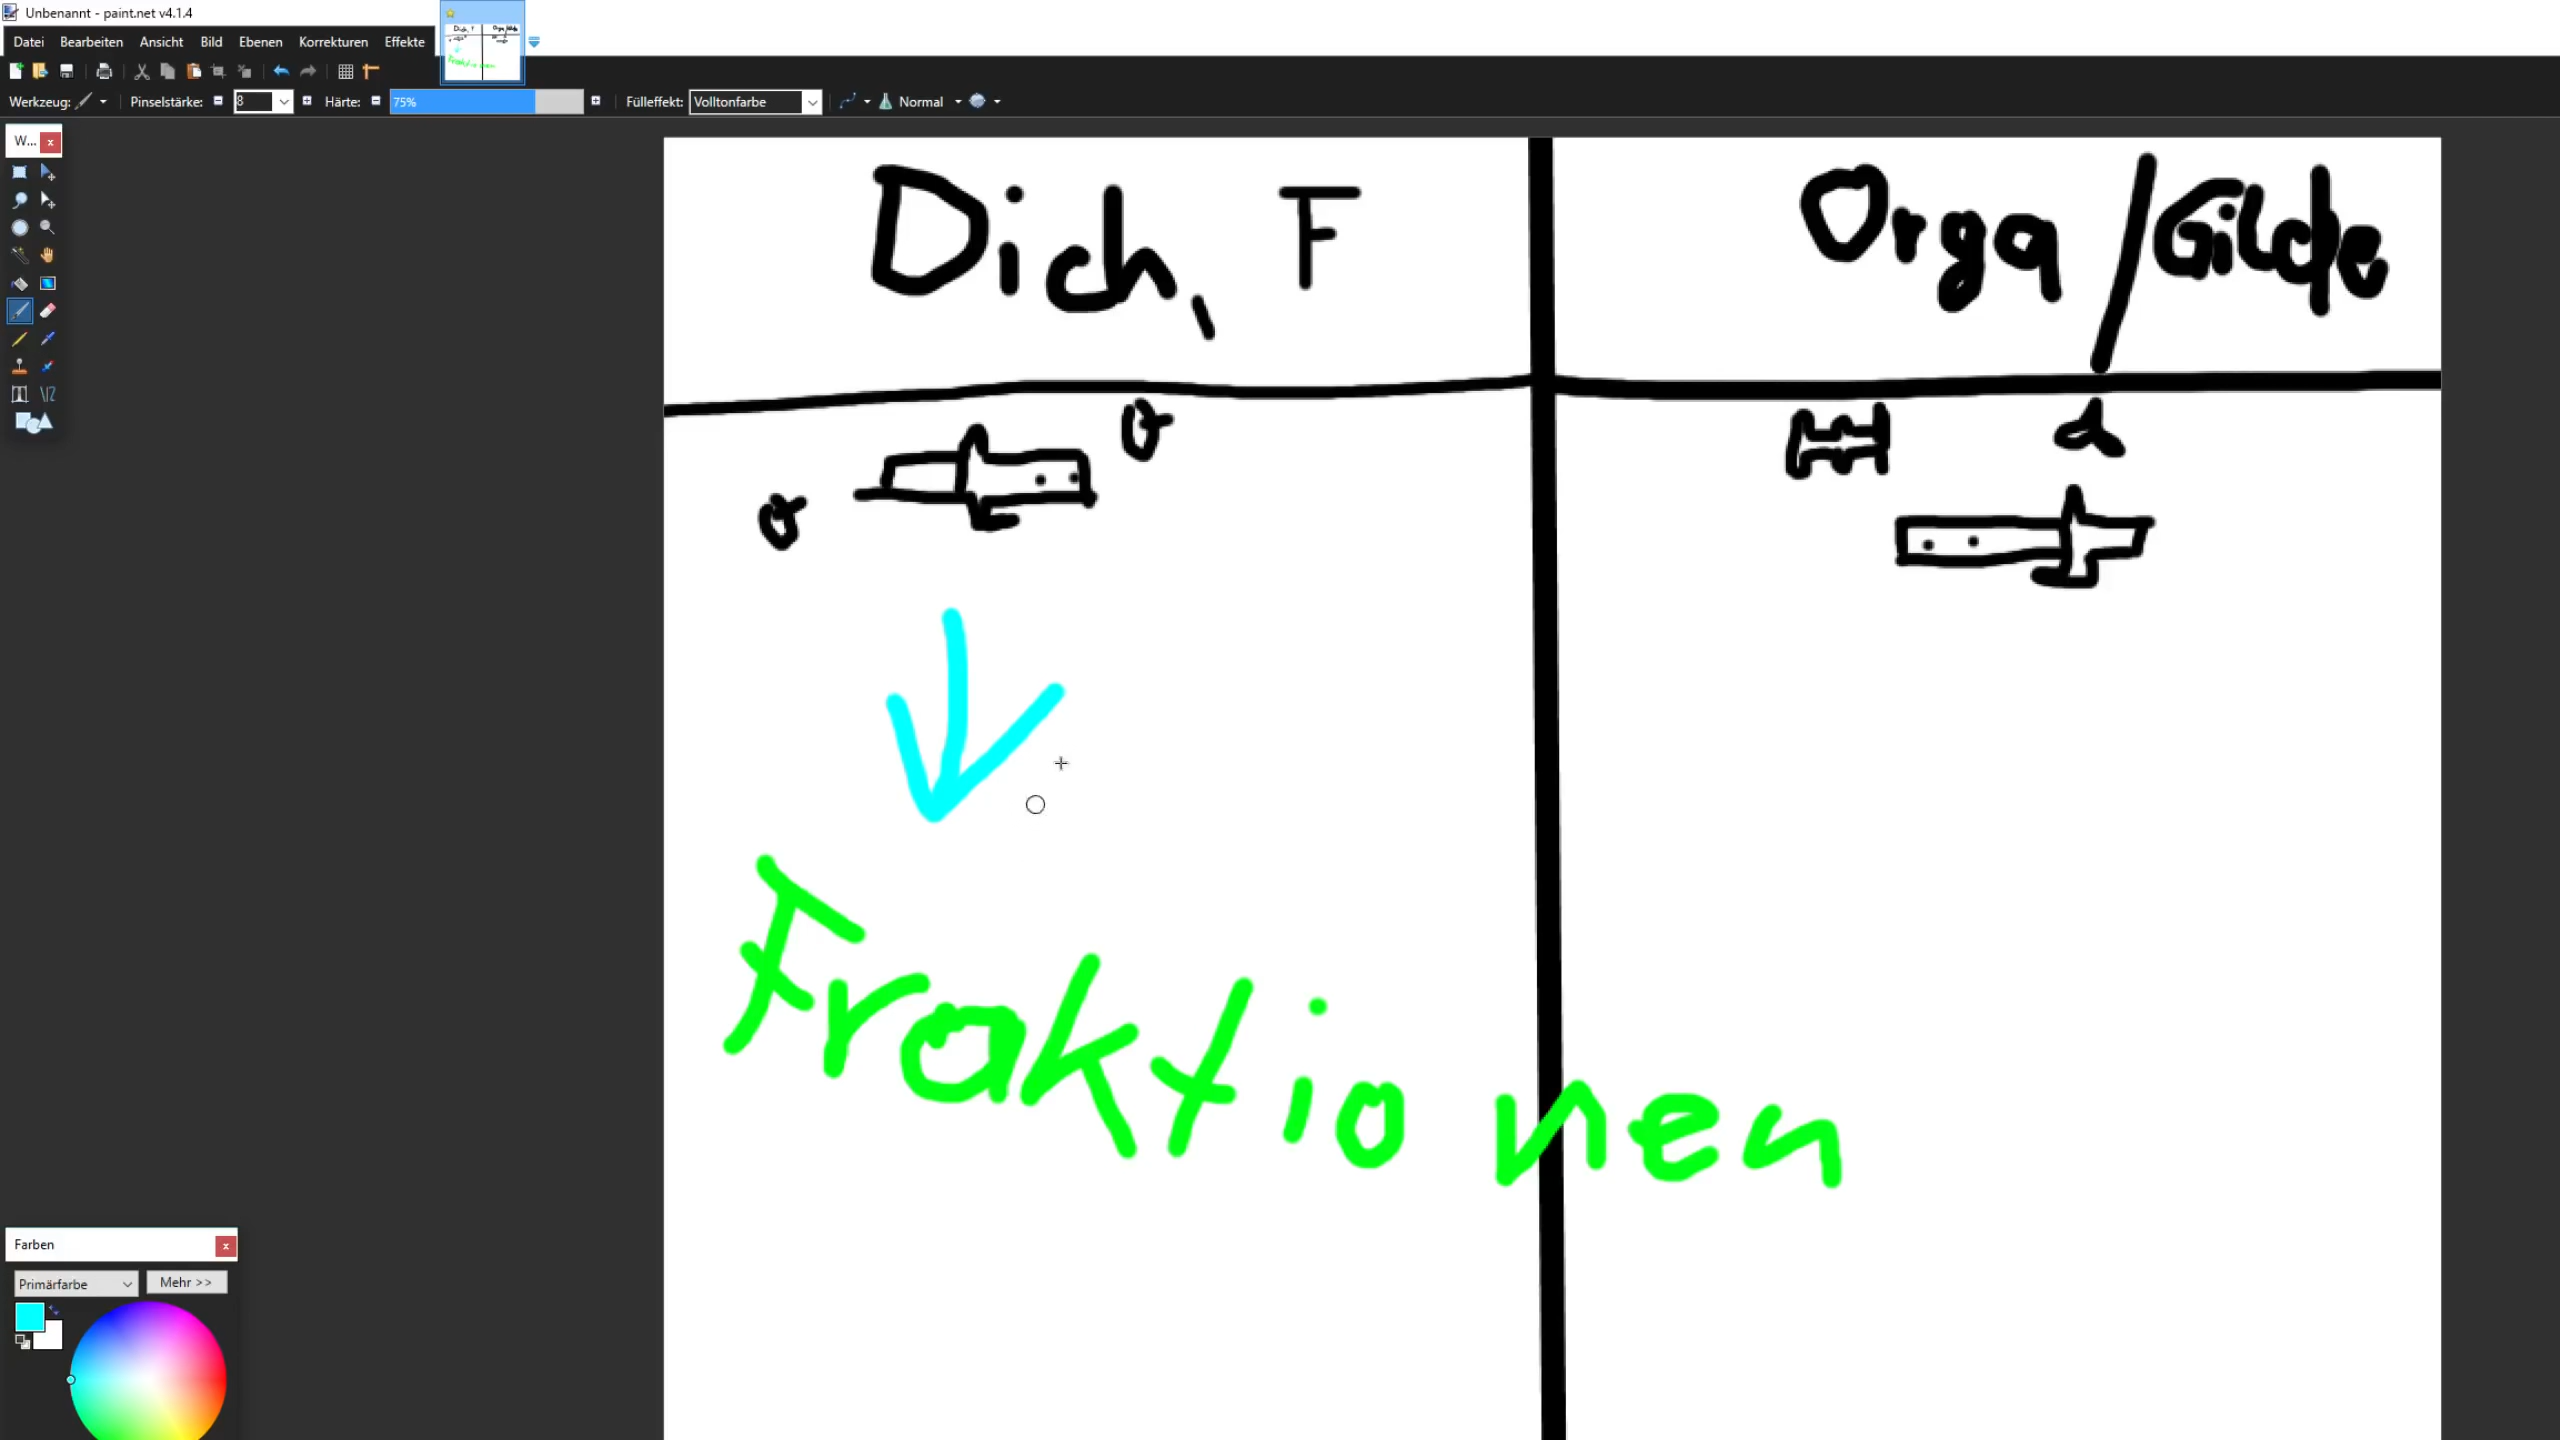 Unbenannt - paint.net v4.1.4
Datei Bearbeiten Ansicht Bild Ebenen Korrekturen Effekte
Werkzeug: Pinselstärke: 8 Härte: 75% Fülleffekt: Volltonfarbe Normal
W...
Dich, F
Orga/Gilde
Fraktionen
Farben
Primärfarbe
Mehr >>